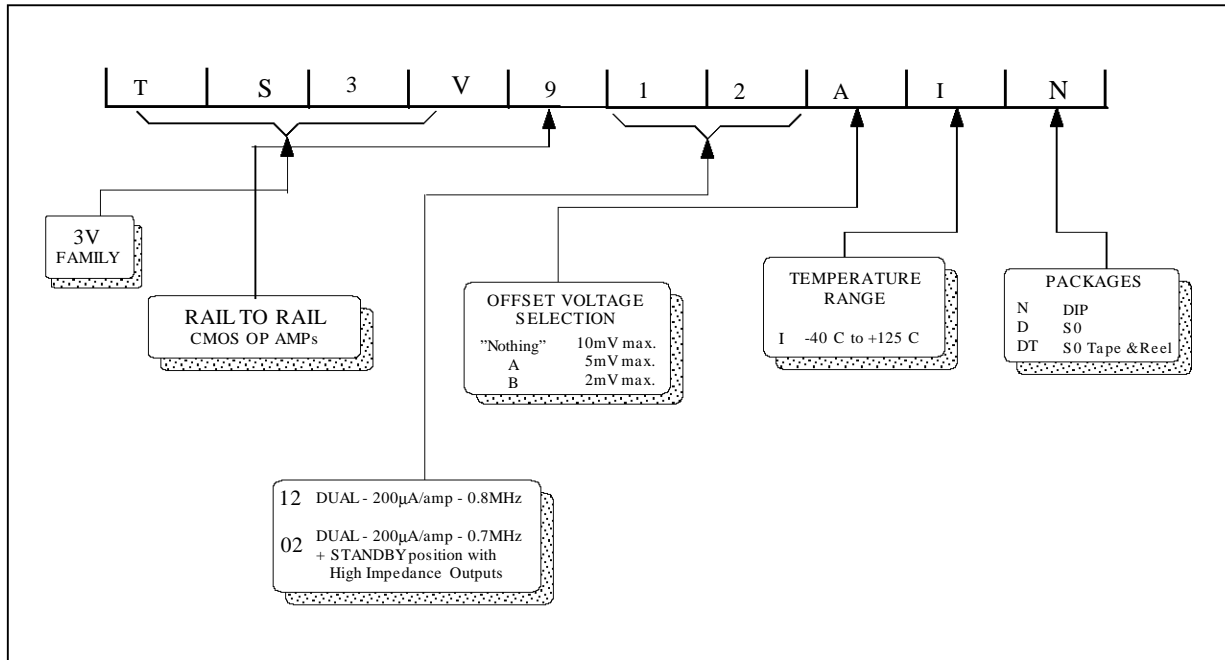 T S 3 V 9 1 2 A I N
3V
FAMILY
RAIL TO RAIL
CMOS OP AMPs
OFFSET VOLTAGE
SELECTION
"Nothing" 10mV max.
A 5mV max.
B 2mV max.
TEMPERATURE
RANGE
I -40 C to +125 C
PACKAGES
N DIP
D S0
DT S0 Tape &Reel
12 DUAL - 200µA/amp - 0.8MHz
02 DUAL - 200µA/amp - 0.7MHz
+ STANDBY position with
High Impedance Outputs